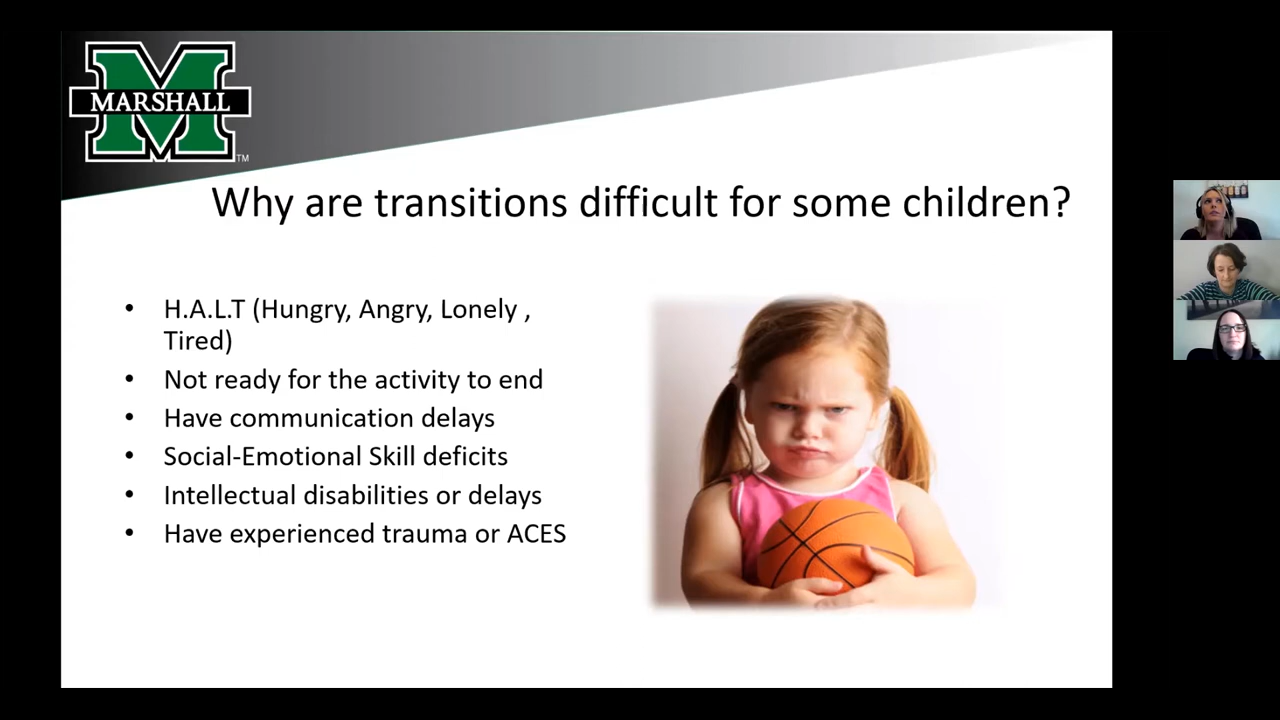 MARSHALL
TM
Why are transitions difficult for some children?
• H.A.L.T (Hungry, Angry, Lonely ,
Tired)
• Not ready for the activity to end
• Have communication delays
• Social-Emotional Skill deficits
• Intellectual disabilities or delays
• Have experienced trauma or ACES